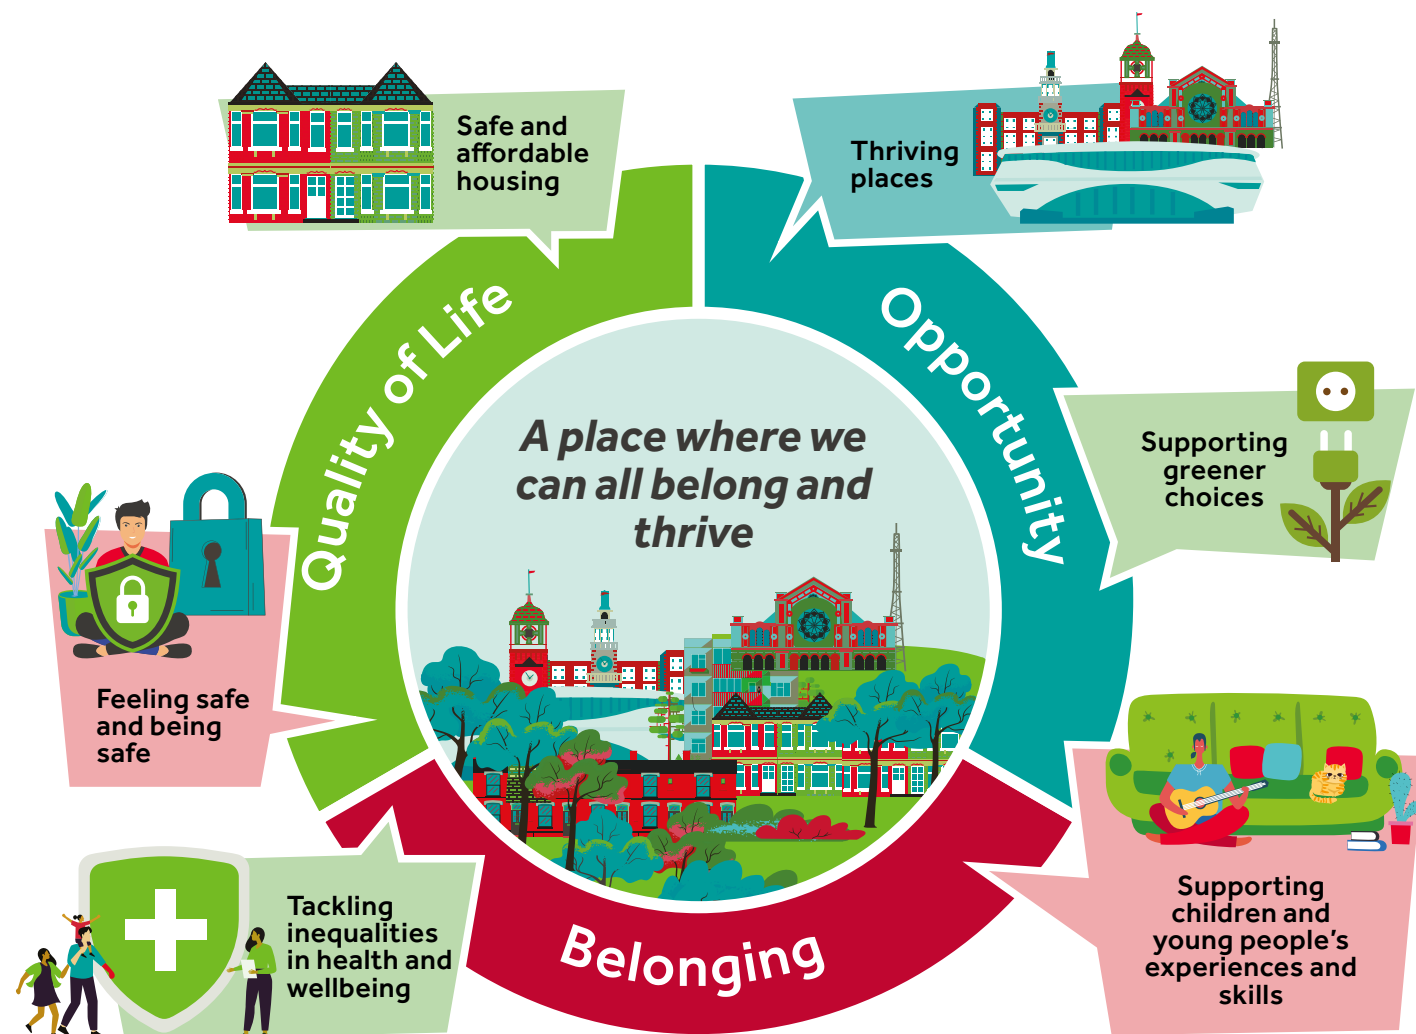 Safe and
affordable
housing
Thriving
places
Quality of Life
Opportunity
A place where we
can all belong and
thrive
Supporting
greener
choices
Feeling safe
and being
safe
Tackling
inequalities
in health and
wellbeing
Belonging
Supporting
children and
young people's
experiences and
skills